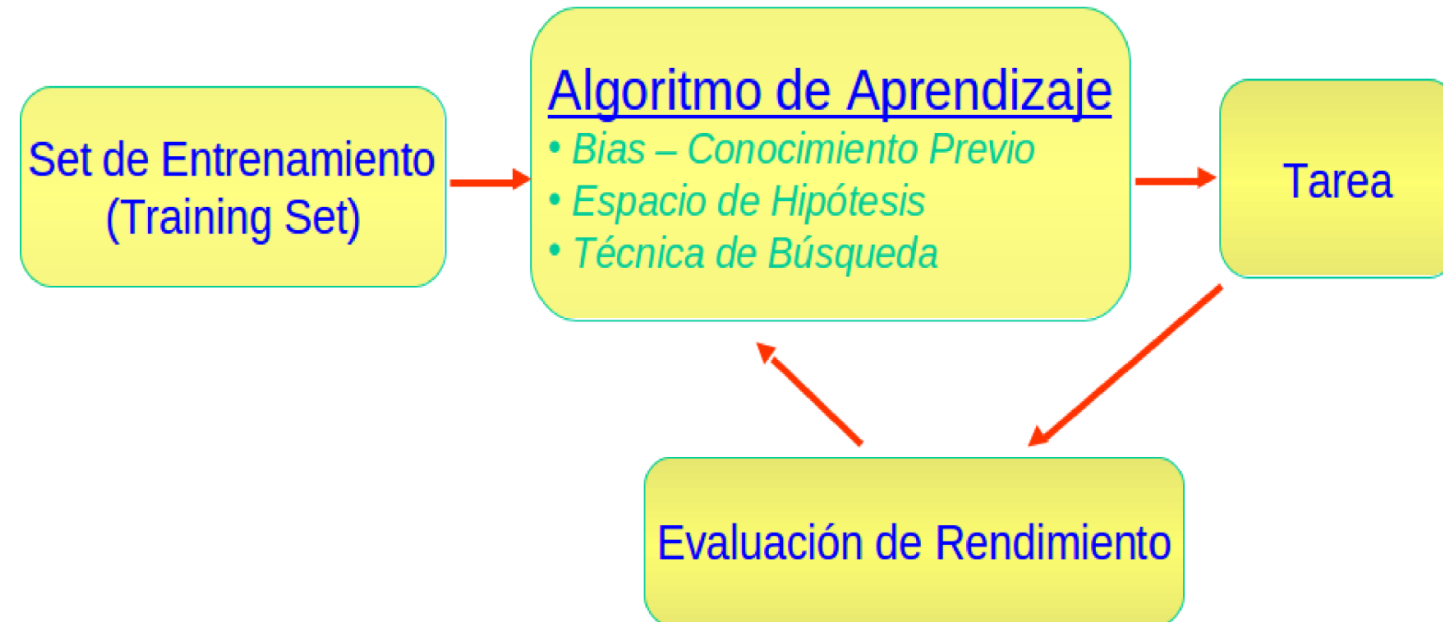 Set de Entrenamiento
(Training Set)
Algoritmo de Aprendizaje
• Bias – Conocimiento Previo
• Espacio de Hipótesis
• Técnica de Búsqueda
Tarea
Evaluación de Rendimiento